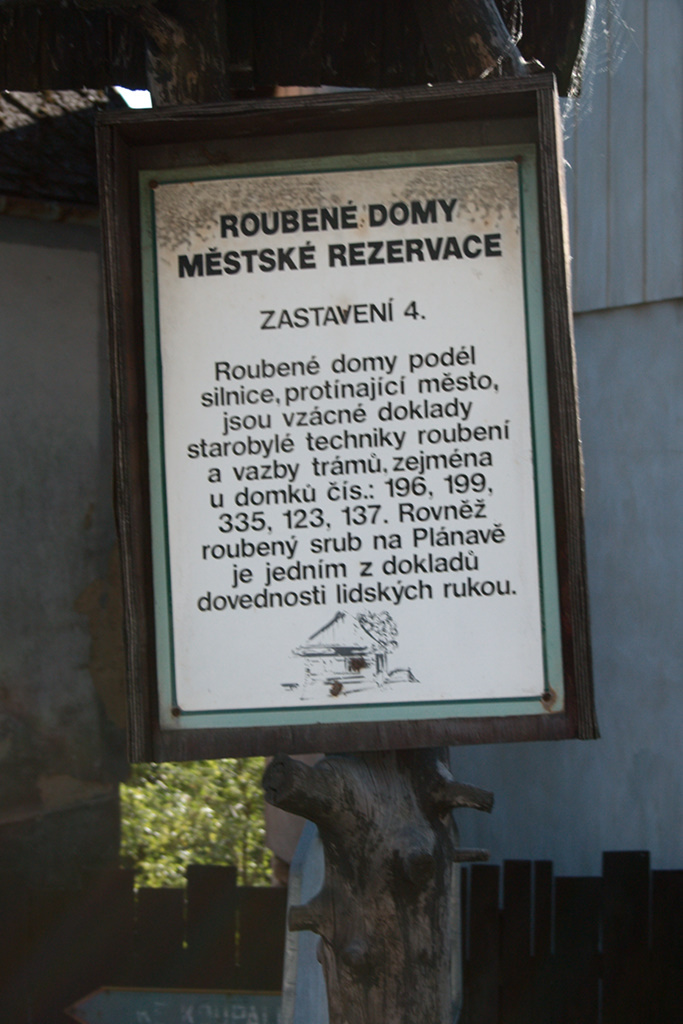 ROUBENÉ DOMY
MĚSTSKÉ REZERVACE
ZASTAVENÍ 4.
Roubené domy podél
silnice, protínající město,
jsou vzácné doklady
starobylé techniky roubení
a vazby trámů, zejména
u domků čís.: 196, 199,
335, 123, 137. Rovněž
roubený srub na Plánavě
je jedním z dokladů
dovednosti lidských rukou.